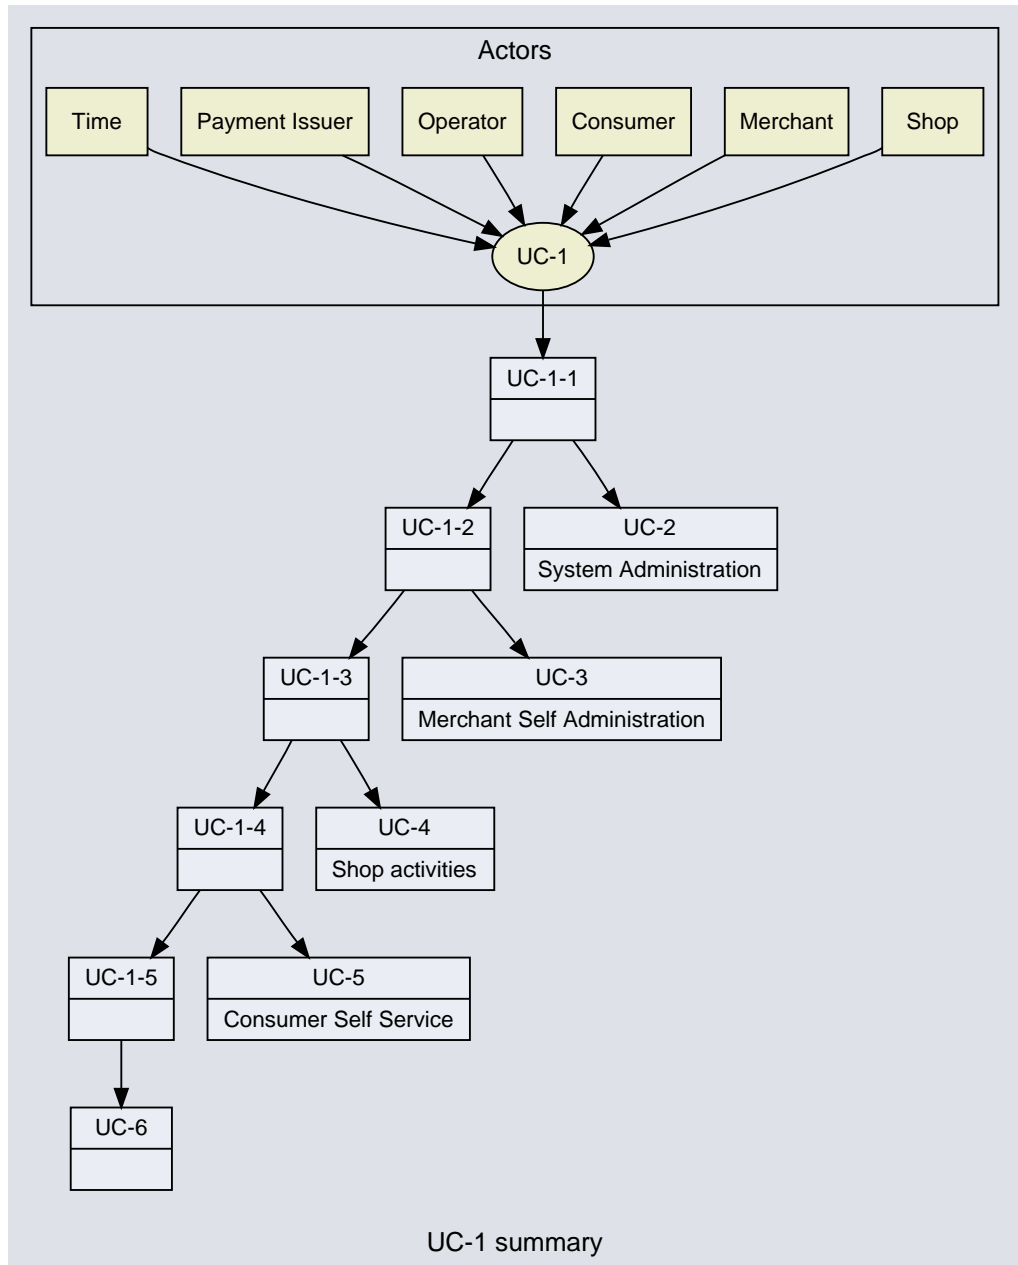 Actors
Time
Payment Issuer
Operator
Consumer
Merchant
Shop
UC-1
UC-1-1
UC-1-2
UC-2
System Administration
UC-1-3
UC-3
Merchant Self Administration
UC-1-4
UC-4
Shop activities
UC-1-5
UC-5
Consumer Self Service
UC-6
UC-1 summary